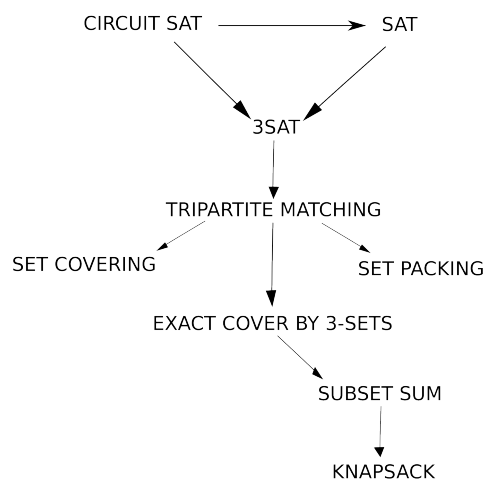 CIRCUIT SAT
SAT
3SAT
TRIPARTITE MATCHING
SET COVERING
SET PACKING
EXACT COVER BY 3-SETS
SUBSET SUM
KNAPSACK